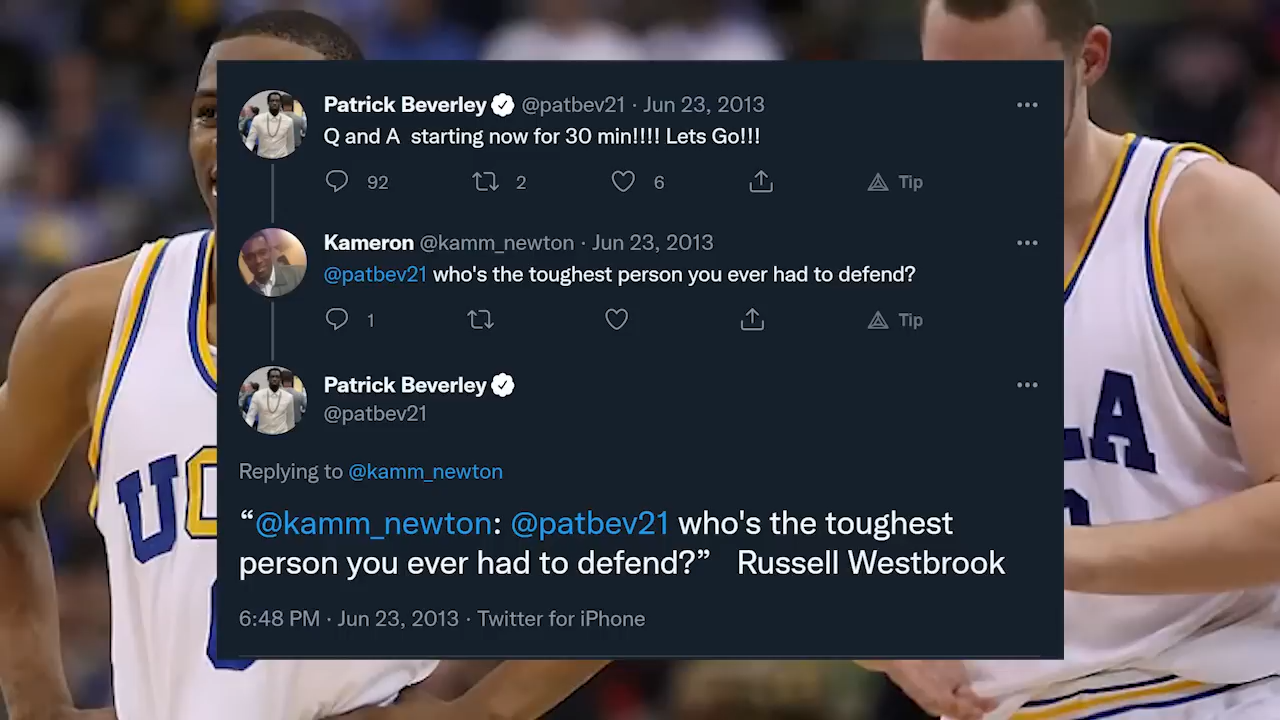 Patrick Beverley @patbev21 · Jun 23, 2013
Q and A  starting now for 30 min!!!! Lets Go!!!
92 2 6 Tip
Kameron @kamm_newton · Jun 23, 2013
@patbev21 who's the toughest person you ever had to defend?
1 Tip
Patrick Beverley
@patbev21
Replying to @kamm_newton
“@kamm_newton: @patbev21 who's the toughest
person you ever had to defend?”   Russell Westbrook
6:48 PM · Jun 23, 2013 · Twitter for iPhone